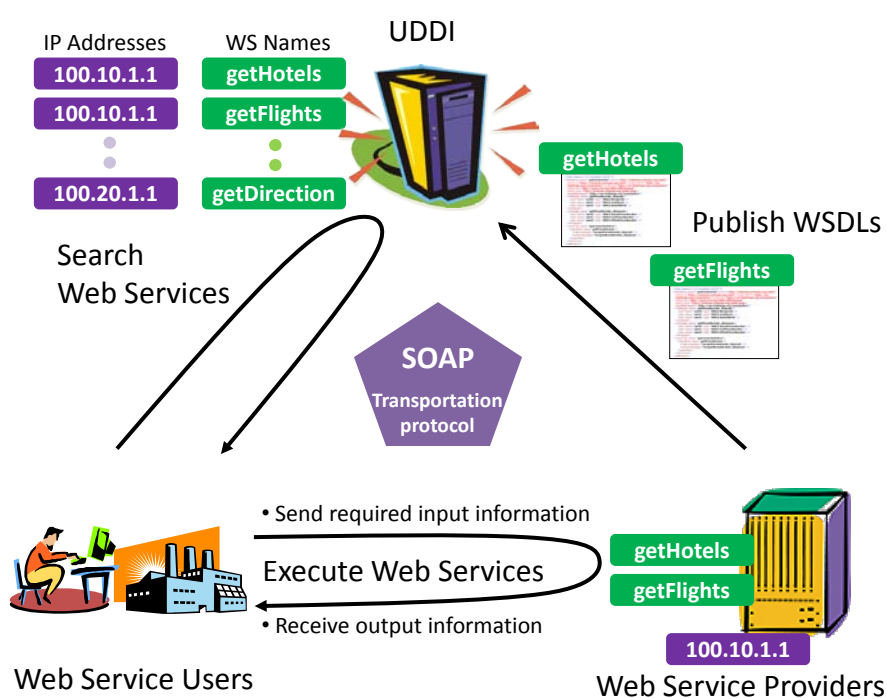 UDDI
IP Addresses
WS Names
100.10.1.1
getHotels
100.10.1.1
getFlights
100.20.1.1
getDirection
getHotels
Publish WSDLs
getFlights
Search
Web Services
SOAP
Transportation
protocol
• Send required input information
Execute Web Services
• Receive output information
getHotels
getFlights
100.10.1.1
Web Service Users
Web Service Providers